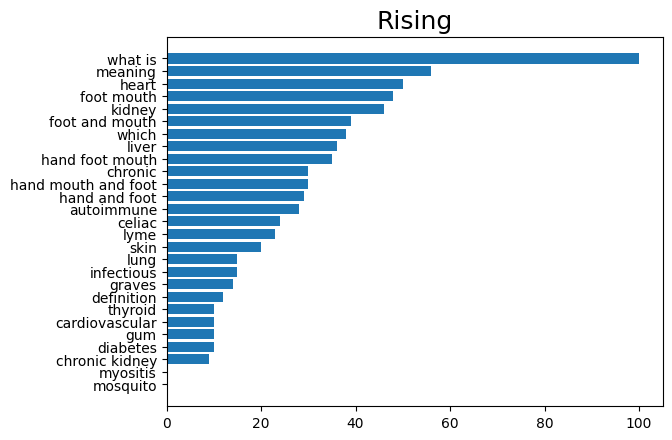 Rising
what is
meaning
heart
foot mouth
kidney
foot and mouth
which
liver
hand foot mouth
chronic
hand mouth and foot
hand and foot
autoimmune
celiac
lyme
skin
lung
infectious
graves
definition
thyroid
cardiovascular
gum
diabetes
chronic kidney
myositis
mosquito
0 20 40 60 80 100